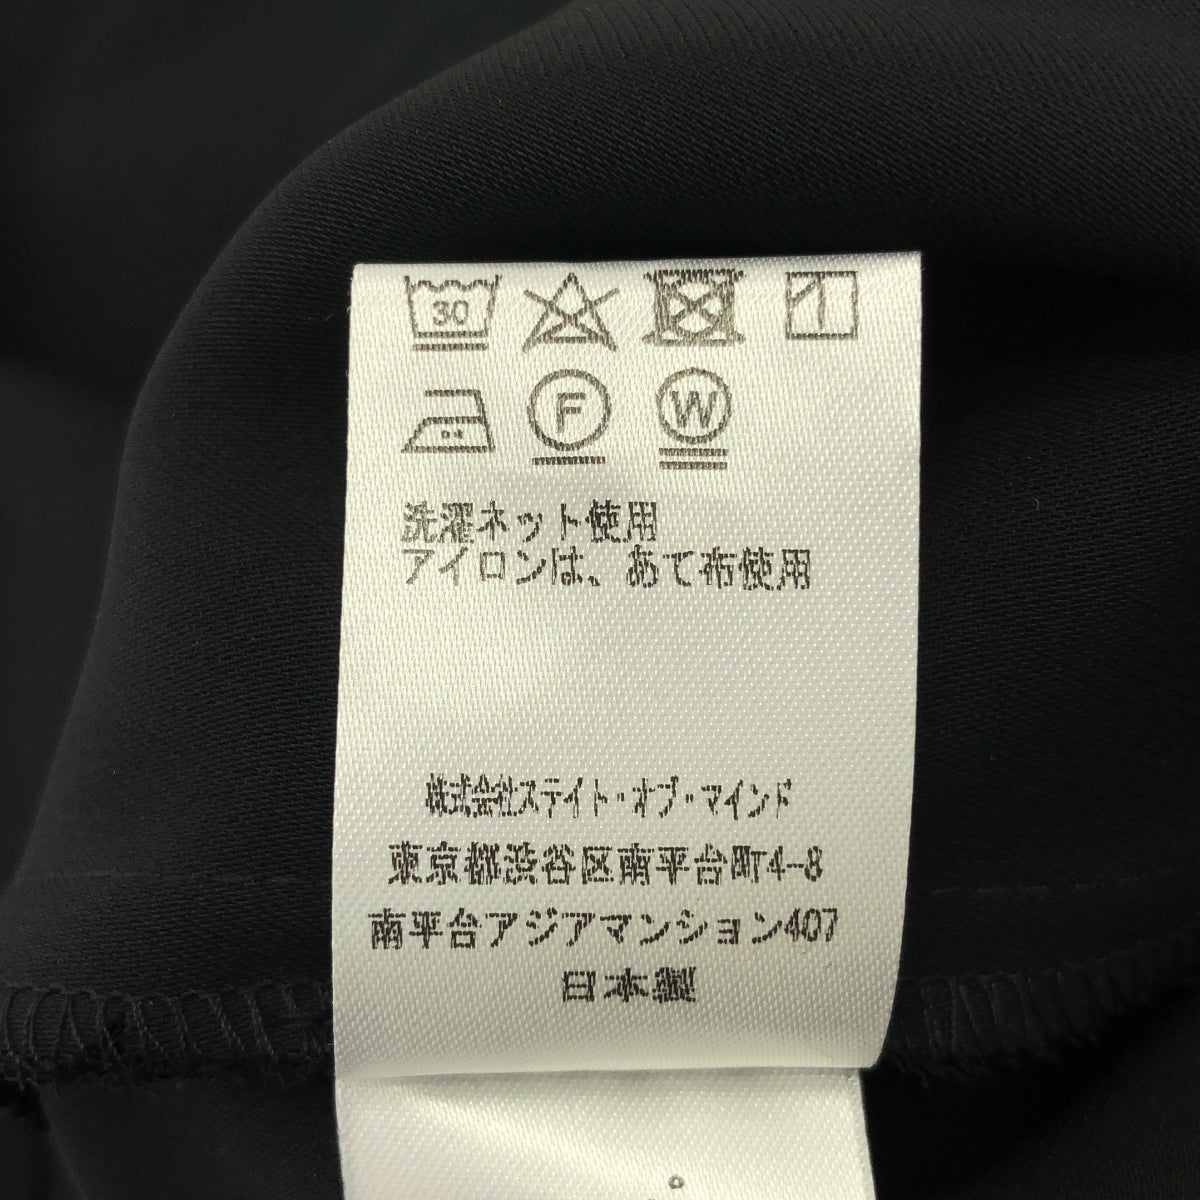 30
F W
洗濯ネット使用
アイロンは、あて布使用
株式会社ステイト・オブ・マインド
東京都渋谷区南平台町4-8
南平台アジアマンション407
日本製